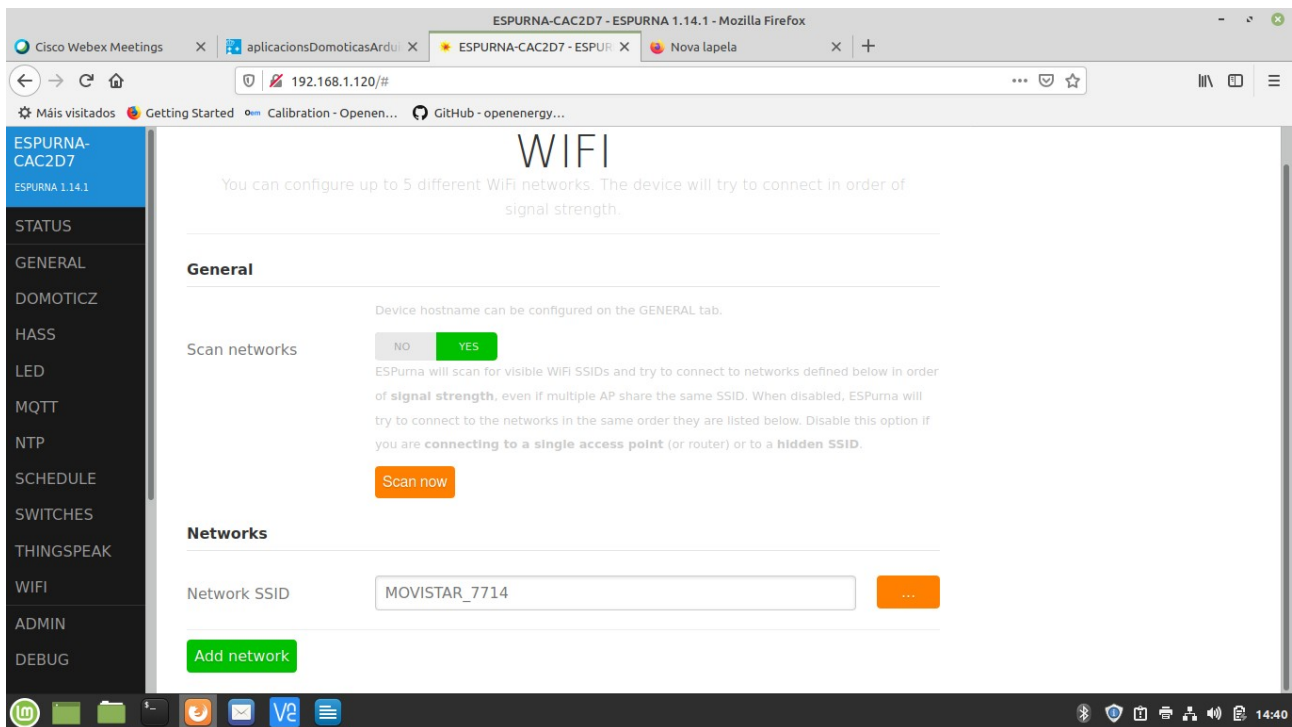 ESPURNA-CAC2D7 - ESPURNA 1.14.1 - Mozilla Firefox
Cisco Webex Meetings
aplicacionsDomoticasArdui
ESPURNA-CAC2D7 - ESPUR
Nova lapela
192.168.1.120/#
Máis visitados
Getting Started
Calibration - Openen...
GitHub - openenergy...
ESPURNA-
CAC2D7
ESPURNA 1.14.1
STATUS
GENERAL
DOMOTICZ
HASS
LED
MQTT
NTP
SCHEDULE
SWITCHES
THINGSPEAK
WIFI
ADMIN
DEBUG
WIFI
You can configure up to 5 different WiFi networks. The device will try to connect in order of
signal strength.
General
Device hostname can be configured on the GENERAL tab.
Scan networks
NO
YES
ESPurna will scan for visible WiFi SSIDs and try to connect to networks defined below in order
of signal strength, even if multiple AP share the same SSID. When disabled, ESPurna will
try to connect to the networks in the same order they are listed below. Disable this option if
you are connecting to a single access point (or router) or to a hidden SSID.
Scan now
Networks
Network SSID
MOVISTAR_7714
...
Add network
14:40